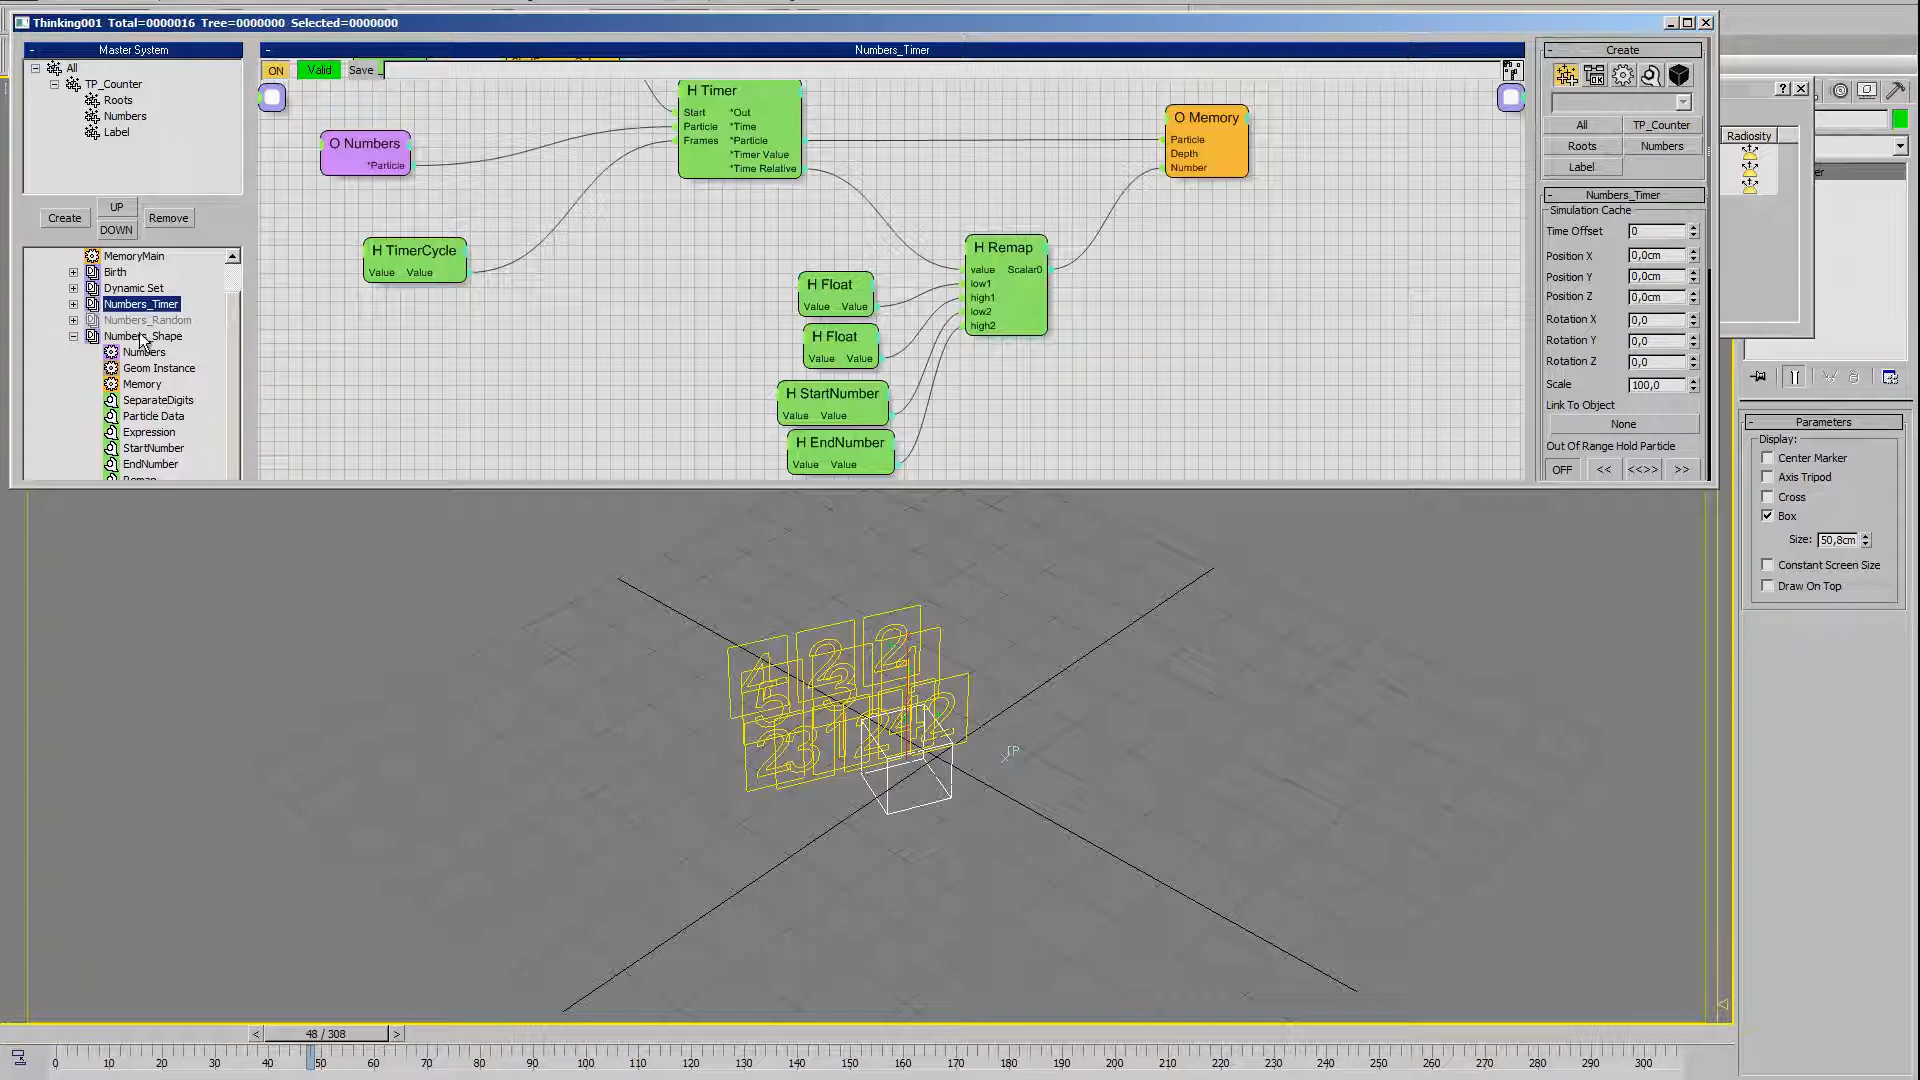 Thinking001 Total=0000016 Tree=0000000 Selected=0000000
- Master System
- Numbers_Timer
- Create
ON Valid Save
All
TP_Counter
Roots
Numbers
Label
Create UP Remove
DOWN
MemoryMain
Birth
Dynamic Set
Numbers_Timer
Numbers_Random
Numbers_Shape
Numbers
Geom Instance
Memory
SeparateDigits
Particle Data
Expression
StartNumber
EndNumber
O Numbers
*Particle
H TimerCycle
Value Value
H Timer
Start *Out
Particle *Time
Frames *Particle
*Timer Value
*Time Relative
H Float
Value Value
H Float
Value Value
H StartNumber
Value Value
H EndNumber
Value Value
H Remap
value Scalar0
low1
high1
low2
high2
O Memory
Particle
Depth
Number
All TP_Counter
Roots Numbers
Label
- Numbers_Timer
Simulation Cache
Time Offset 0
Position X 0,0cm
Position Y 0,0cm
Position Z 0,0cm
Rotation X 0,0
Rotation Y 0,0
Rotation Z 0,0
Scale 100,0
Link To Object
None
Out Of Range Hold Particle
OFF << <<>> >>
Radiosity
er
- Parameters
Display:
Center Marker
Axis Tripod
Cross
Box
Size: 50,8cm
Constant Screen Size
Draw On Top
TP
< 48 / 308 >
0 10 20 30 40 50 60 70 80 90 100 110 120 130 140 150 160 170 180 190 200 210 220 230 240 250 260 270 280 290 300